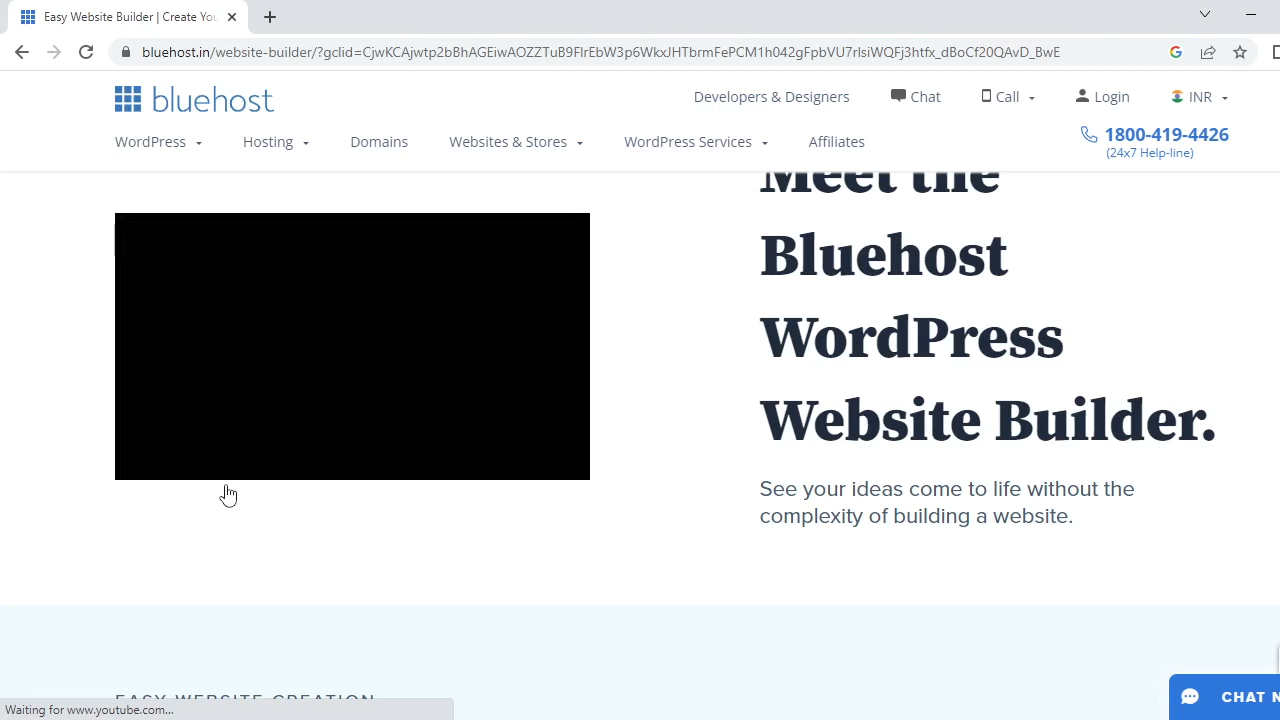 Easy Website Builder | Create You
bluehost.in/website-builder/?gclid=CjwKCAjwtp2bBhAGEiwAOZZTuB9FIrEbW3p6WkxJHTbrmFePCM1h042gFpbVU7rIsiWQFj3htfx_dBoCf20QAvD_BwE
bluehost
Developers & Designers Chat Call Login INR
WordPress Hosting Domains Websites & Stores WordPress Services Affiliates
1800-419-4426
(24x7 Help-line)
Meet the
Bluehost
WordPress
Website Builder.
See your ideas come to life without the
complexity of building a website.
EASY WEBSITE CREATION
CHAT N
Waiting for www.youtube.com...